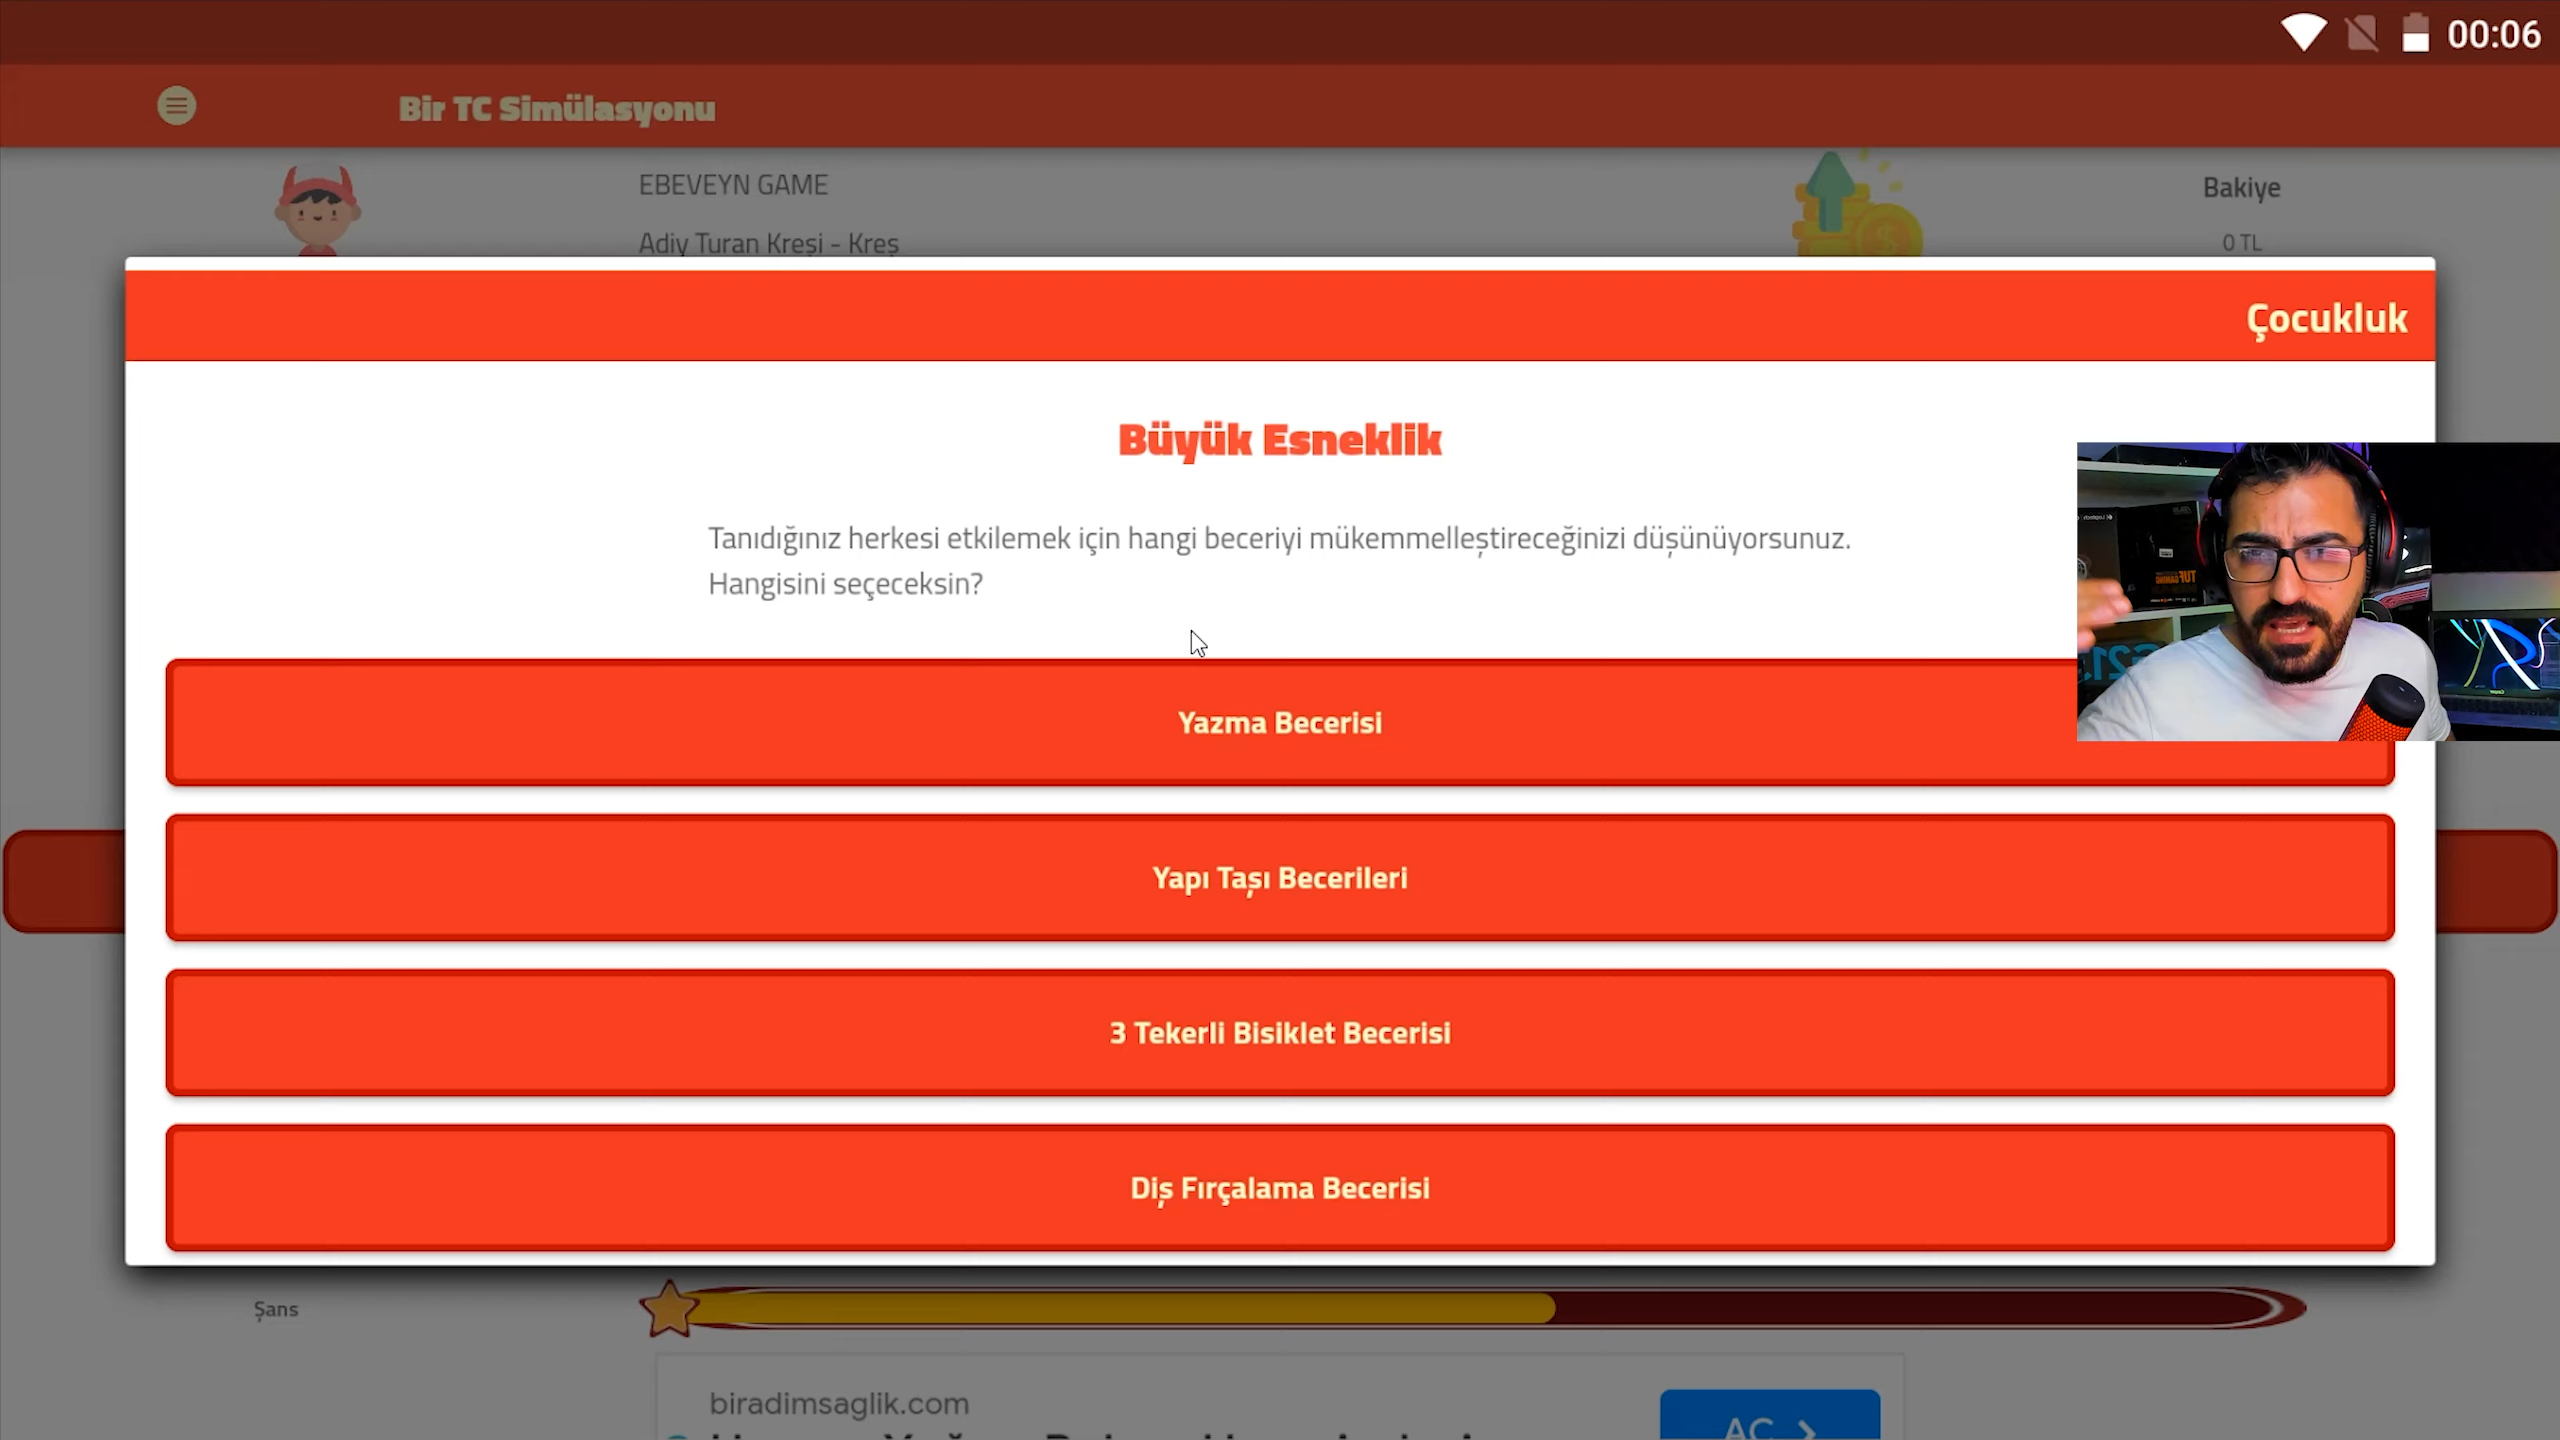 00:06
Bir TC Simülasyonu
EBEVEYN GAME
Bakiye
Adiy Turan Kreşi - Kreş
0 TL
Çocukluk
Büyük Esneklik
Tanıdığınız herkesi etkilemek için hangi beceriyi mükemmelleştireceğinizi düşünüyorsunuz.
Hangisini seçeceksin?
Yazma Becerisi
Yapı Taşı Becerileri
3 Tekerli Bisiklet Becerisi
Diş Fırçalama Becerisi
Şans
biradimsaglik.com
AÇ